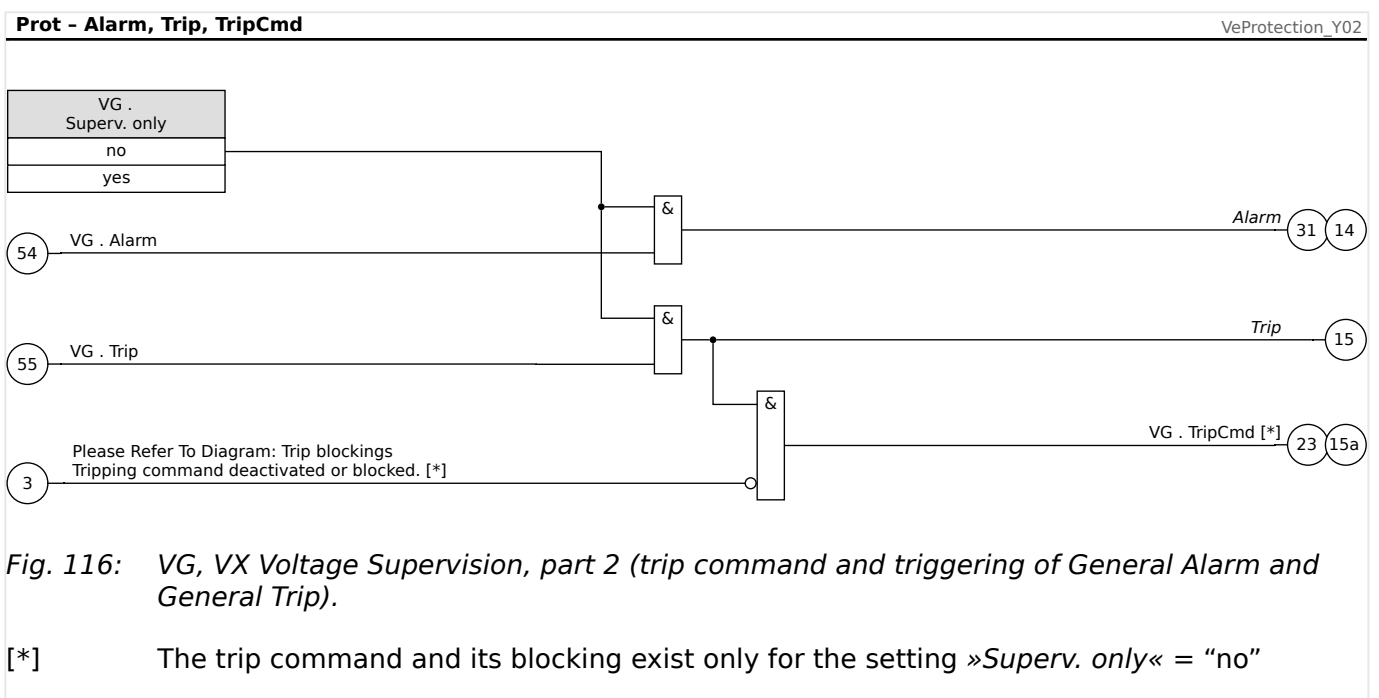 Prot – Alarm, Trip, TripCmd
VeProtection_Y02
VG .
Superv. only
no
yes
&
Alarm
31
14
VG . Alarm
54
&
Trip
15
VG . Trip
55
&
VG . TripCmd [*]
23
15a
Please Refer To Diagram: Trip blockings
Tripping command deactivated or blocked. [*]
3
Fig. 116: VG, VX Voltage Supervision, part 2 (trip command and triggering of General Alarm and
General Trip).
[*] The trip command and its blocking exist only for the setting »Superv. only« = “no”